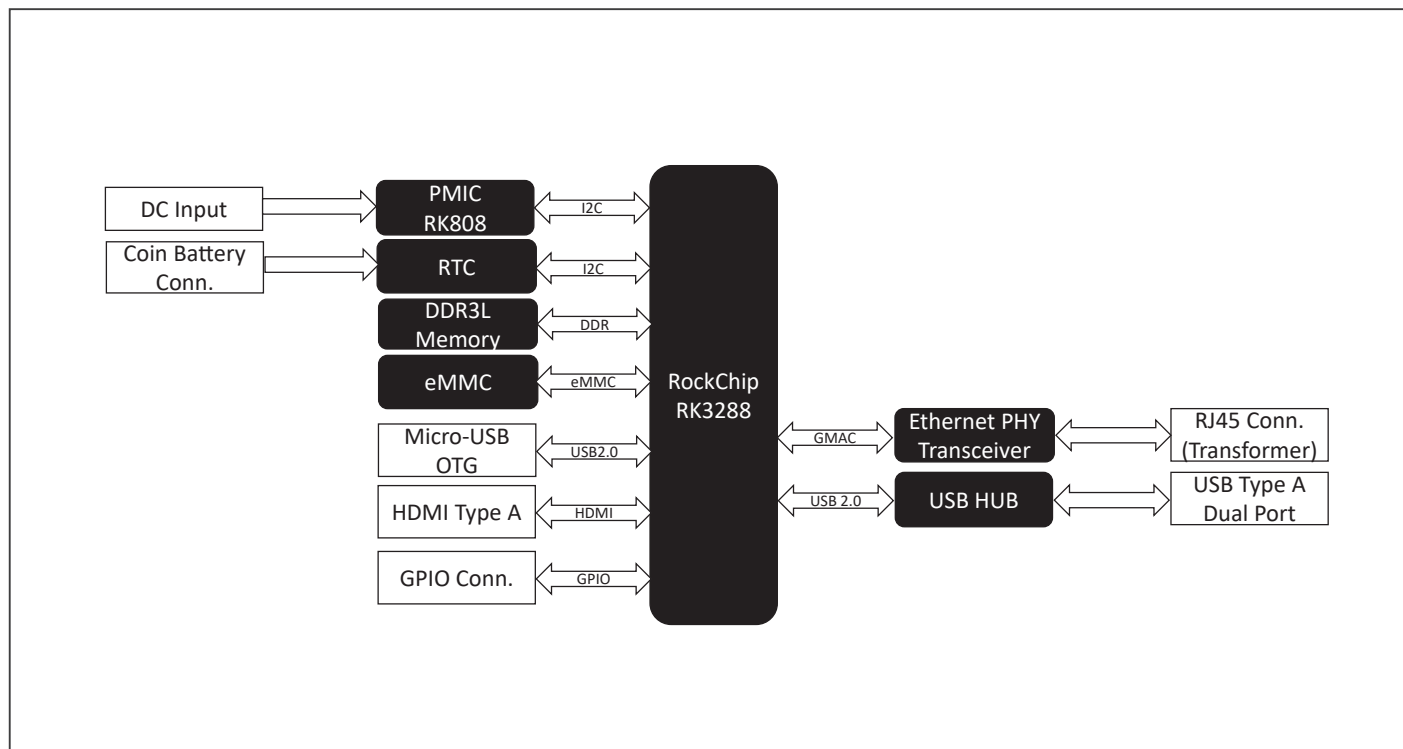 DC Input
PMIC
RK808
I2C
Coin Battery
Conn.
RTC
I2C
DDR3L
Memory
DDR
eMMC
eMMC
Micro-USB
OTG
USB2.0
HDMI Type A
HDMI
GPIO Conn.
GPIO
RockChip
RK3288
GMAC
Ethernet PHY
Transceiver
RJ45 Conn.
(Transformer)
USB 2.0
USB HUB
USB Type A
Dual Port